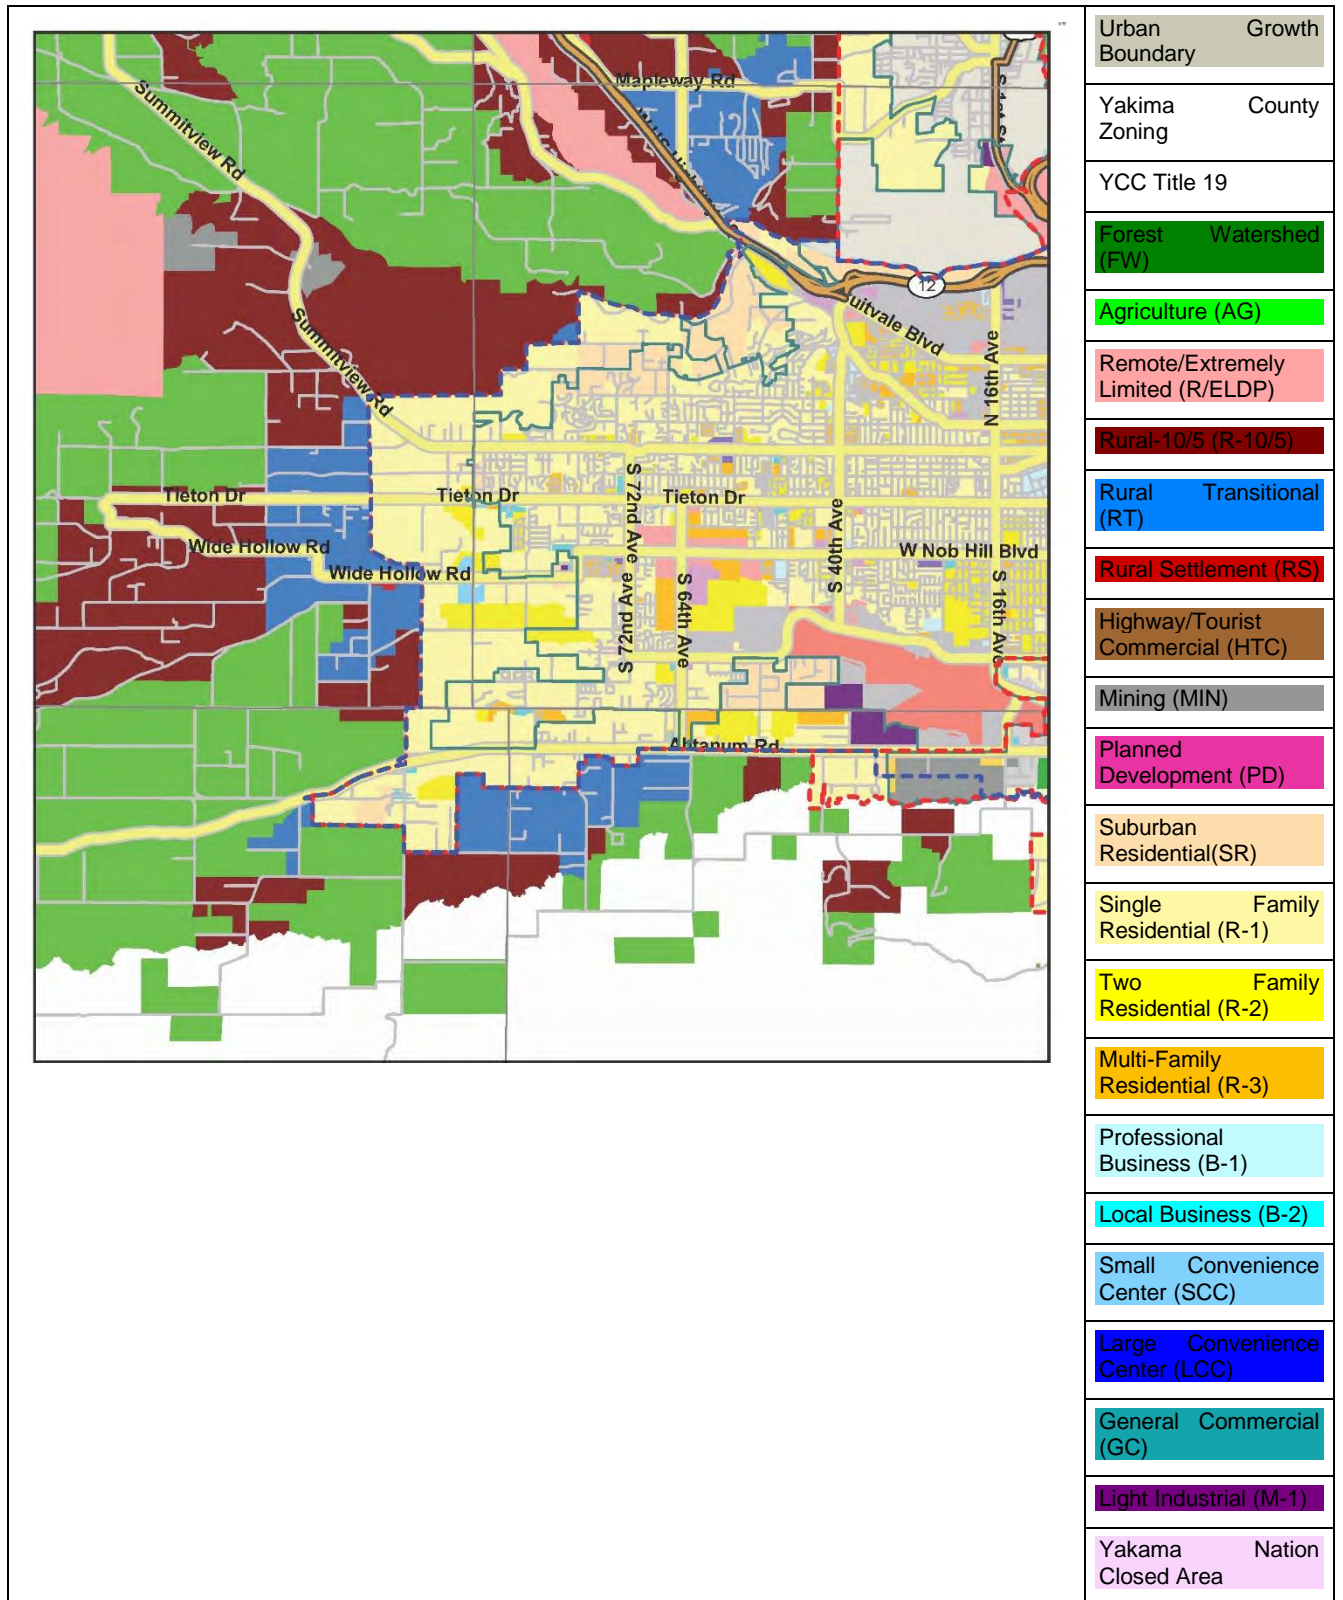 Mapleway Rd
Summitview Rd
S 1st St
12
Fruitvale Blvd
N 16th Ave
Summitview Rd
Tieton Dr
Tieton Dr
Tieton Dr
S 72nd Ave
S 40th Ave
Wide Hollow Rd
W Nob Hill Blvd
Wide Hollow Rd
S 72nd Ave
S 64th Ave
S 16th Ave
Ahtanum Rd
Urban Growth
Boundary
Yakima County
Zoning
YCC Title 19
Forest Watershed
(FW)
Agriculture (AG)
Remote/Extremely
Limited (R/ELDP)
Rural-10/5 (R-10/5)
Rural Transitional
(RT)
Rural Settlement (RS)
Highway/Tourist
Commercial (HTC)
Mining (MIN)
Planned
Development (PD)
Suburban
Residential(SR)
Single Family
Residential (R-1)
Two Family
Residential (R-2)
Multi-Family
Residential (R-3)
Professional
Business (B-1)
Local Business (B-2)
Small Convenience
Center (SCC)
Large Convenience
Center (LCC)
General Commercial
(GC)
Light Industrial (M-1)
Yakama Nation
Closed Area